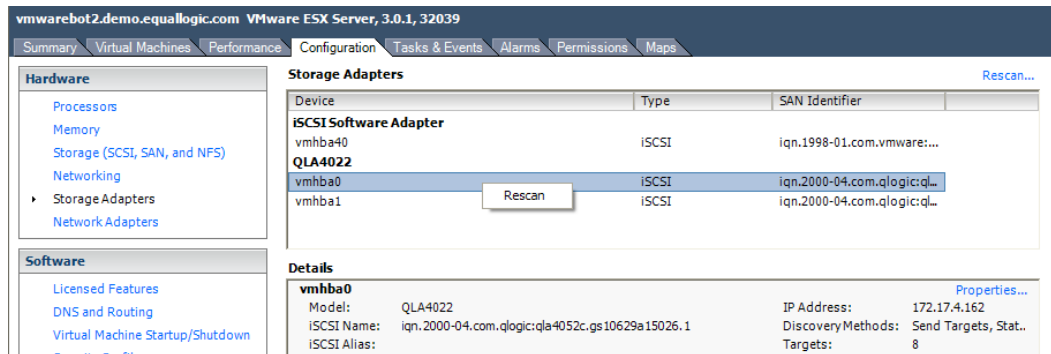 vmwarebot2.demo.equallogic.com VMware ESX Server, 3.0.1, 32039
Summary Virtual Machines Performance Configuration Tasks & Events Alarms Permissions Maps
Hardware
Processors
Memory
Storage (SCSI, SAN, and NFS)
Networking
Storage Adapters
Network Adapters
Software
Licensed Features
DNS and Routing
Virtual Machine Startup/Shutdown
Storage Adapters Rescan...
Device Type SAN Identifier
iSCSI Software Adapter
vmhba40 iSCSI iqn.1998-01.com.vmware:...
QLA4022
vmhba0 iSCSI iqn.2000-04.com.qlogic:ql...
Rescan
vmhba1 iSCSI iqn.2000-04.com.qlogic:ql...
Details
vmhba0 Properties...
Model: QLA4022 IP Address: 172.17.4.162
iSCSI Name: iqn.2000-04.com.qlogic:qla4052c.gs10629a15026.1 Discovery Methods: Send Targets, Stat..
iSCSI Alias: Targets: 8